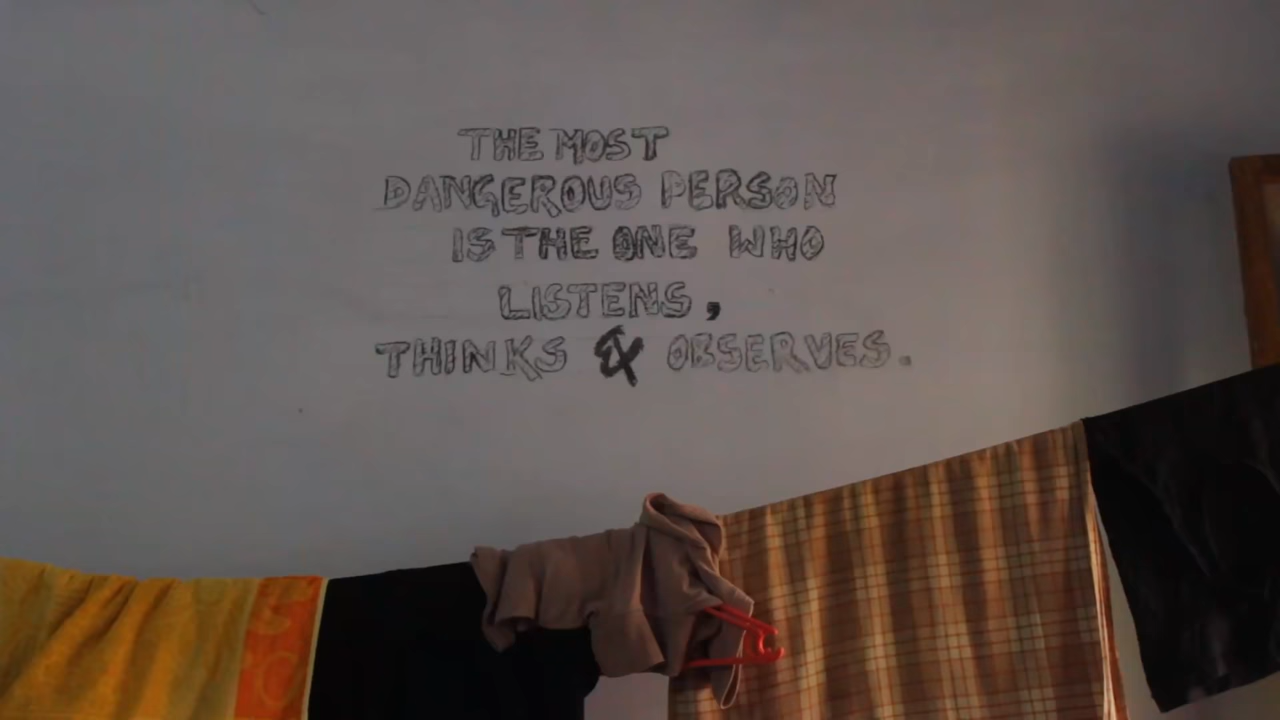 THE MOST
DANGEROUS PERSON
IS THE ONE WHO
LISTENS,
THINKS & OBSERVES.